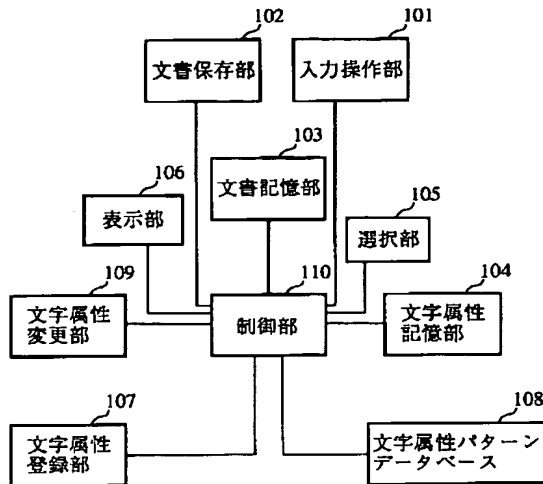 102
文書保存部
101
入力操作部
103
文書記憶部
106
表示部
105
選択部
109
文字属性
変更部
110
制御部
104
文字属性
記憶部
107
文字属性
登録部
108
文字属性パターン
データベース